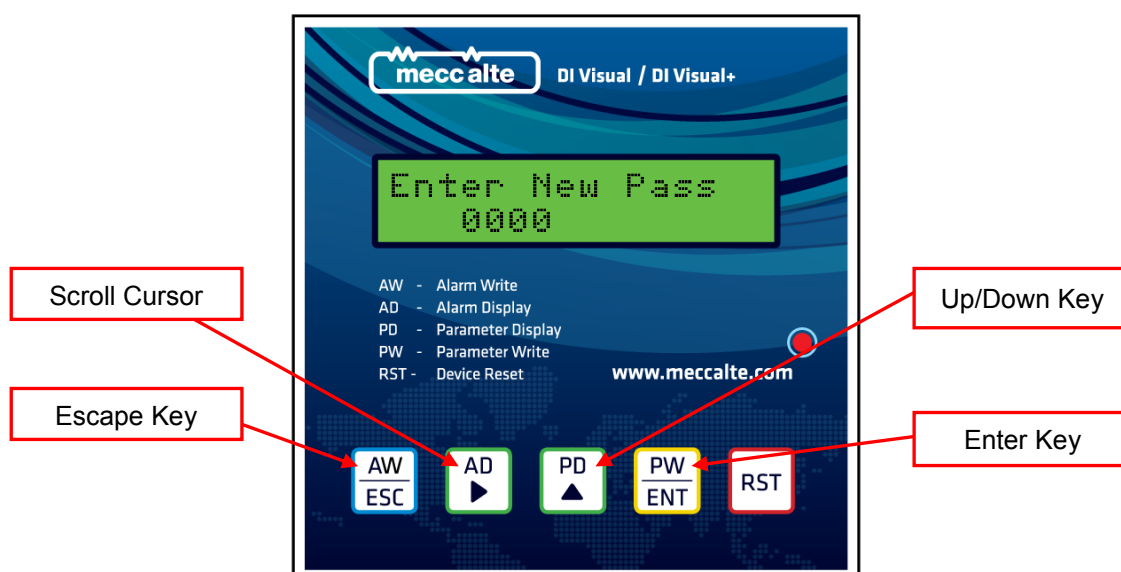 meccalte DI Visual / DI Visual+
Enter New Pass
0000
AW - Alarm Write
AD - Alarm Display
PD - Parameter Display
PW - Parameter Write
RST - Device Reset
www.meccalte.com
Scroll Cursor
Escape Key
Up/Down Key
Enter Key
AW
ESC
AD
PD
PW
ENT
RST